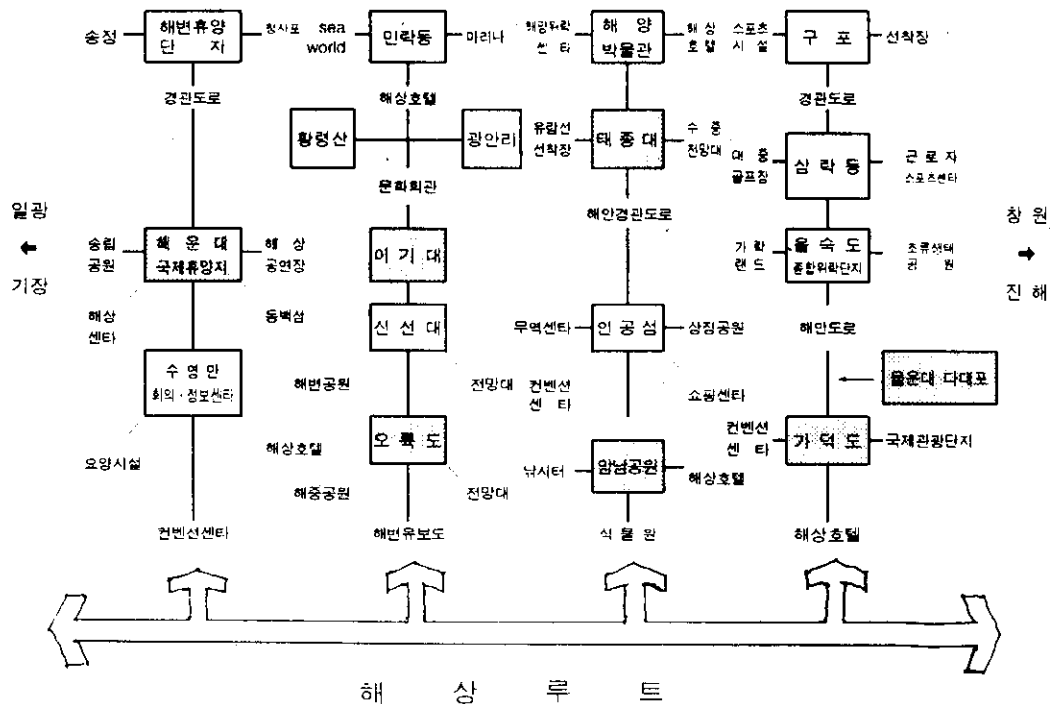 송정
해변휴양
단 지
청사포
sea
world
민락동
마리나
해양위락
센 타
해 양
박물관
해 상
호 텔
스포츠
시 설
구 포
선착장
경관도로
해상호텔
경관도로
황령산
광안리
유람선
선착장
태종대
수 중
전망대
대 중
골프장
삼락동
근 로 자
스포츠센타
문화회관
해안경관도로
일광
←
기장
송림
공원
해 운 대
국제휴양지
해 상
공연장
이기대
가 락
랜 드
을숙도
종합위락단지
조류생태
공 원
창 원
→
진 해
해상
센타
동백섬
신선대
무역센타
인공섬
상징공원
해안도로
수 영 만
회의·정보센타
해변공원
전망대
컨벤션
센 타
쇼핑센타
몰운대 다대포
요양시설
해상호텔
오륙도
해중공원
전망대
낚시터
암남공원
해상호텔
컨벤션
센 타
가덕도
국제관광단지
컨벤션센타
해변유보도
식 물 원
해상호텔
해 상 루 트